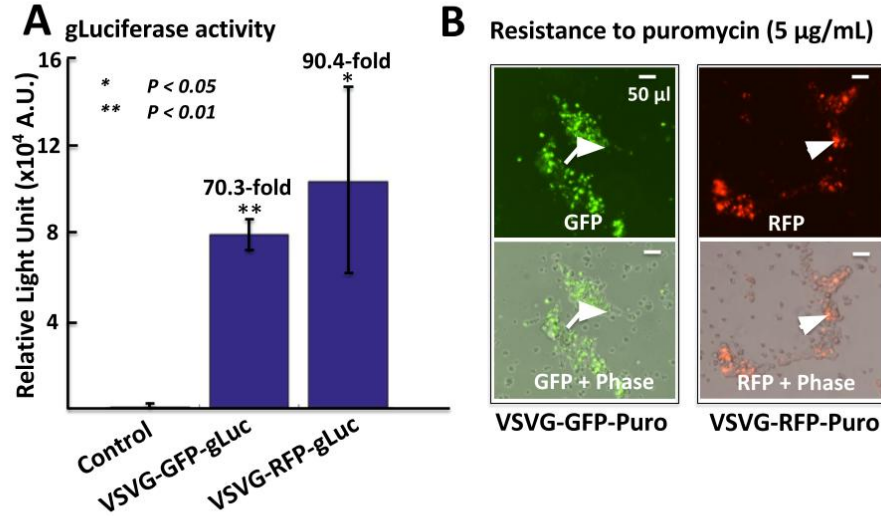 A gLuciferase activity
Relative Light Unit (x10⁴ A.U.)
16
12
8
4
* P < 0.05
** P < 0.01
70.3-fold
**
90.4-fold
*
Control
VSVG-GFP-gLuc
VSVG-RFP-gLuc
B Resistance to puromycin (5 µg/mL)
50 µl
GFP
RFP
GFP + Phase
RFP + Phase
VSVG-GFP-Puro
VSVG-RFP-Puro